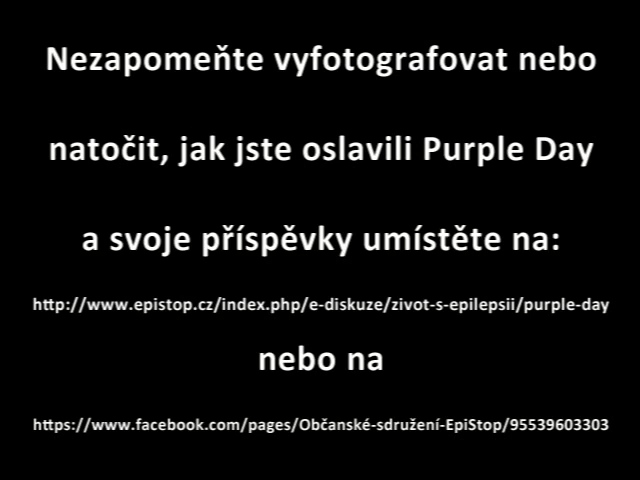 Nezapomeňte vyfotografovat nebo
natočit, jak jste oslavili Purple Day
a svoje příspěvky umístěte na:
http://www.epistop.cz/index.php/e-diskuze/zivot-s-epilepsii/purple-day
nebo na
https://www.facebook.com/pages/Občanské-sdružení-EpiStop/95539603303